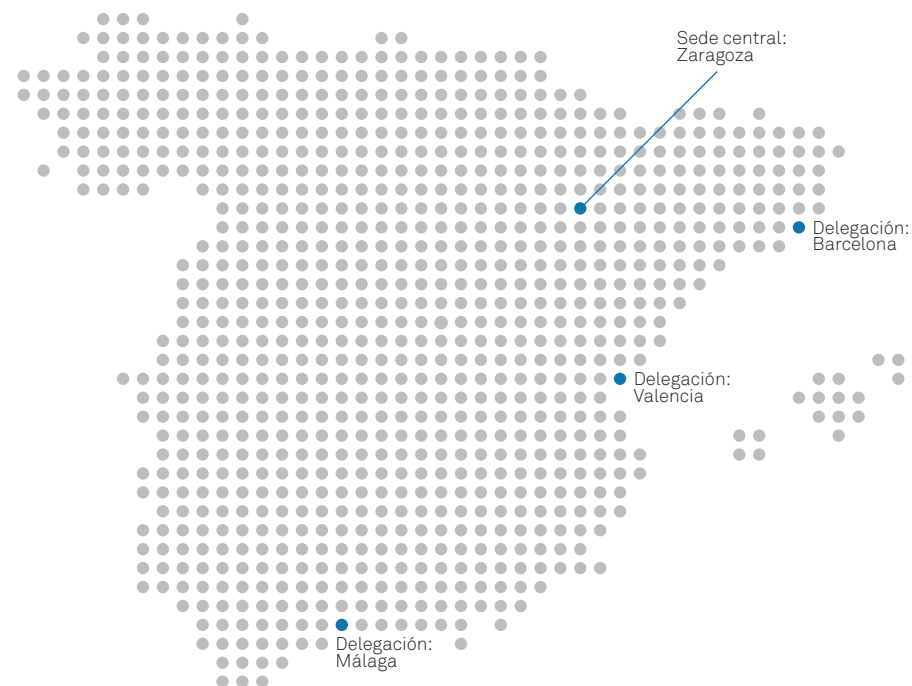 Sede central:
Zaragoza
Delegación:
Barcelona
Delegación:
Valencia
Delegación:
Málaga